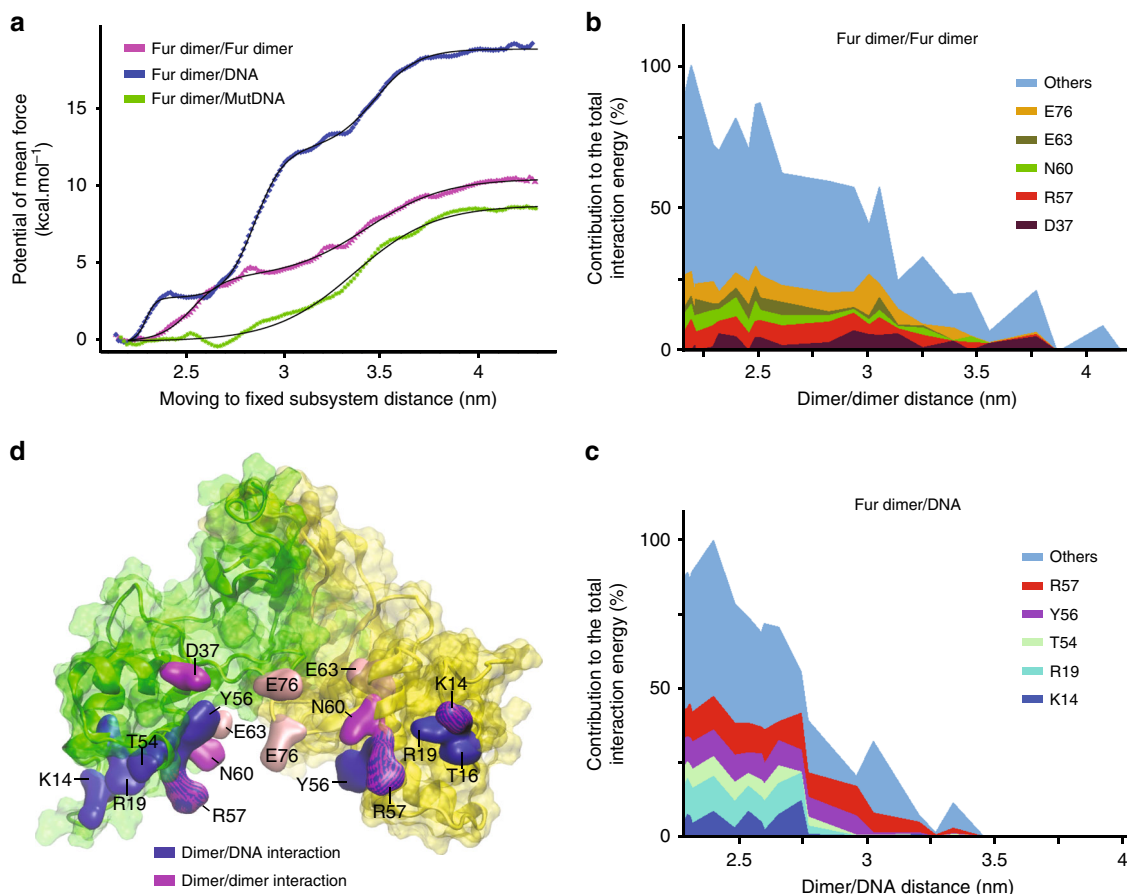 a
Fur dimer/Fur dimer
Fur dimer/DNA
Fur dimer/MutDNA
Potential of mean force
(kcal.mol⁻¹)
15
10
5
0
2.5
3
3.5
4
Moving to fixed subsystem distance (nm)
b
Fur dimer/Fur dimer
Contribution to the total
interaction energy (%)
100
50
0
Others
E76
E63
N60
R57
D37
2.5
3
3.5
4
Dimer/dimer distance (nm)
d
D37
Y56
E63
E76
E63
K14
N60
T54
E76
N60
R19
T16
K14
R19
R57
Y56
R57
Dimer/DNA interaction
Dimer/dimer interaction
c
Fur dimer/DNA
Contribution to the total
interaction energy (%)
100
50
0
Others
R57
Y56
T54
R19
K14
2.5
3
3.5
4
Dimer/DNA distance (nm)